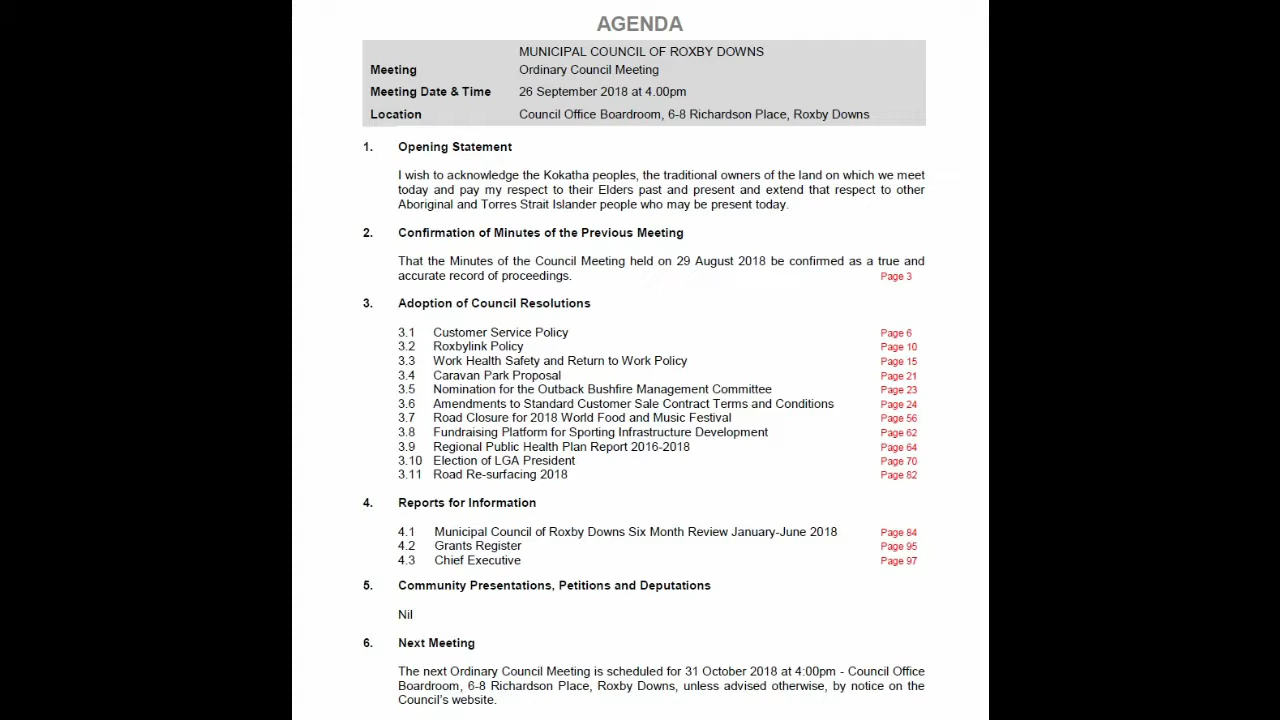 AGENDA
MUNICIPAL COUNCIL OF ROXBY DOWNS
Meeting Ordinary Council Meeting
Meeting Date & Time 26 September 2018 at 4.00pm
Location Council Office Boardroom, 6-8 Richardson Place, Roxby Downs
1. Opening Statement
I wish to acknowledge the Kokatha peoples, the traditional owners of the land on which we meet
today and pay my respect to their Elders past and present and extend that respect to other
Aboriginal and Torres Strait Islander people who may be present today.
2. Confirmation of Minutes of the Previous Meeting
That the Minutes of the Council Meeting held on 29 August 2018 be confirmed as a true and
accurate record of proceedings. Page 3
3. Adoption of Council Resolutions
3.1 Customer Service Policy Page 6
3.2 Roxbylink Policy Page 10
3.3 Work Health Safety and Return to Work Policy Page 15
3.4 Caravan Park Proposal Page 21
3.5 Nomination for the Outback Bushfire Management Committee Page 23
3.6 Amendments to Standard Customer Sale Contract Terms and Conditions Page 24
3.7 Road Closure for 2018 World Food and Music Festival Page 56
3.8 Fundraising Platform for Sporting Infrastructure Development Page 62
3.9 Regional Public Health Plan Report 2016-2018 Page 64
3.10 Election of LGA President Page 70
3.11 Road Re-surfacing 2018 Page 82
4. Reports for Information
4.1 Municipal Council of Roxby Downs Six Month Review January-June 2018 Page 84
4.2 Grants Register Page 95
4.3 Chief Executive Page 97
5. Community Presentations, Petitions and Deputations
Nil
6. Next Meeting
The next Ordinary Council Meeting is scheduled for 31 October 2018 at 4:00pm - Council Office
Boardroom, 6-8 Richardson Place, Roxby Downs, unless advised otherwise, by notice on the
Council's website.